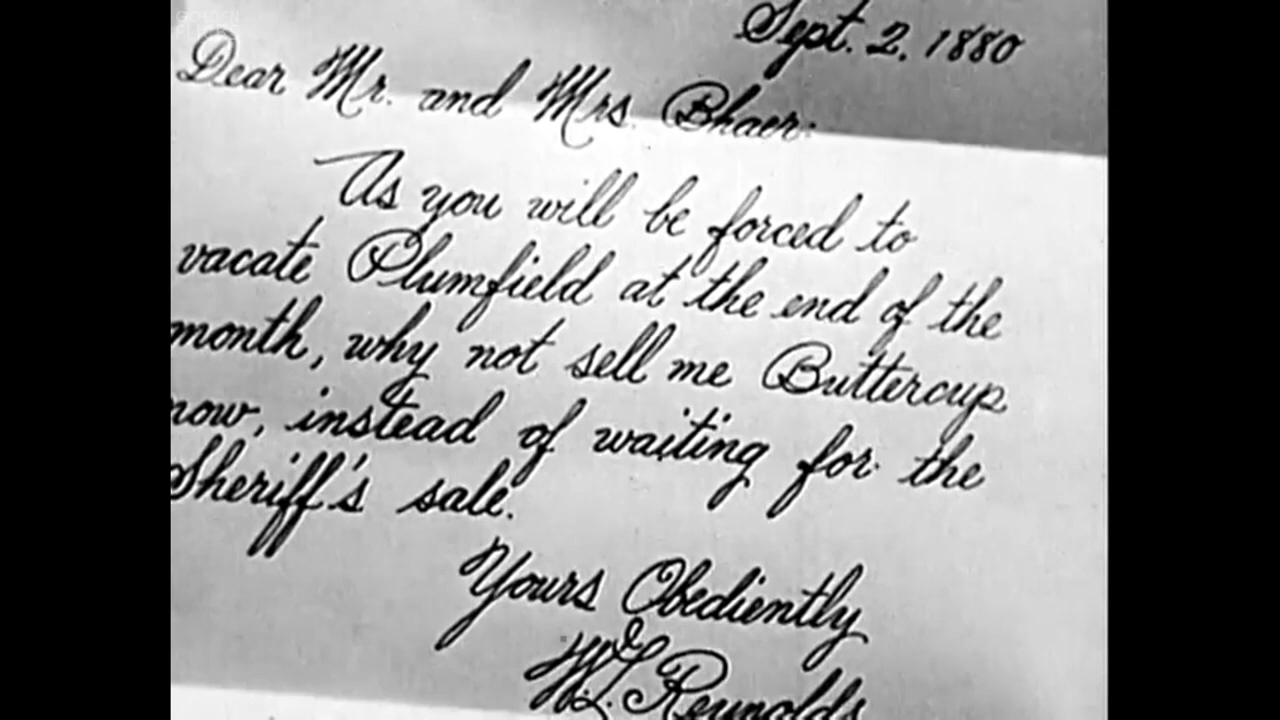 Sept. 2, 1880
Dear Mr. and Mrs. Bhaer:
As you will be forced to
vacate Plumfield at the end of the
month, why not sell me Buttercup
now, instead of waiting for the
Sheriff's sale.
Yours Obediently
Reynolds